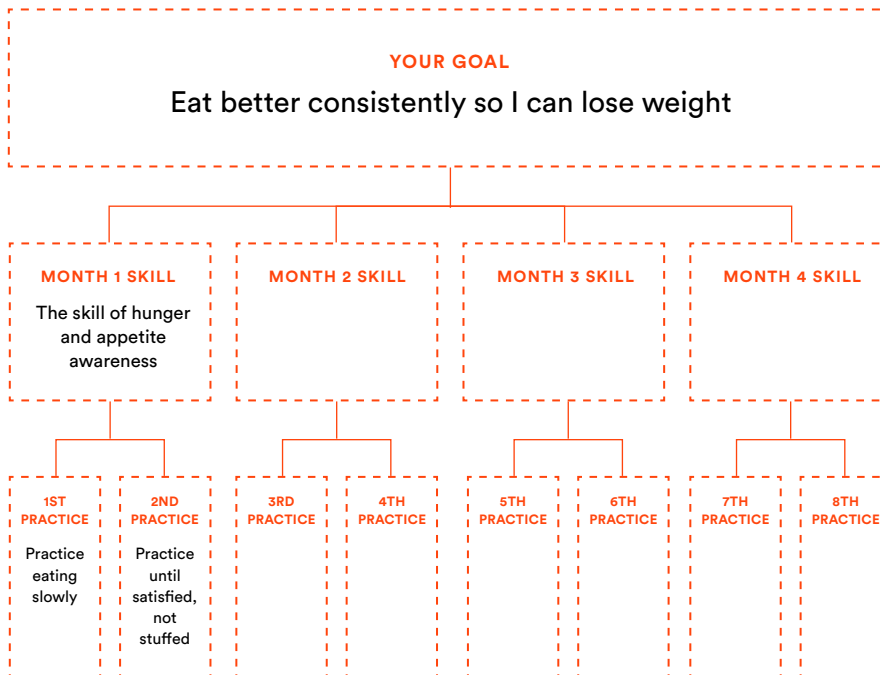 YOUR GOAL
Eat better consistently so I can lose weight
MONTH 1 SKILL
The skill of hunger
and appetite
awareness
MONTH 2 SKILL
MONTH 3 SKILL
MONTH 4 SKILL
1ST
PRACTICE
Practice
eating
slowly
2ND
PRACTICE
Practice
until
satisfied,
not
stuffed
3RD
PRACTICE
4TH
PRACTICE
5TH
PRACTICE
6TH
PRACTICE
7TH
PRACTICE
8TH
PRACTICE